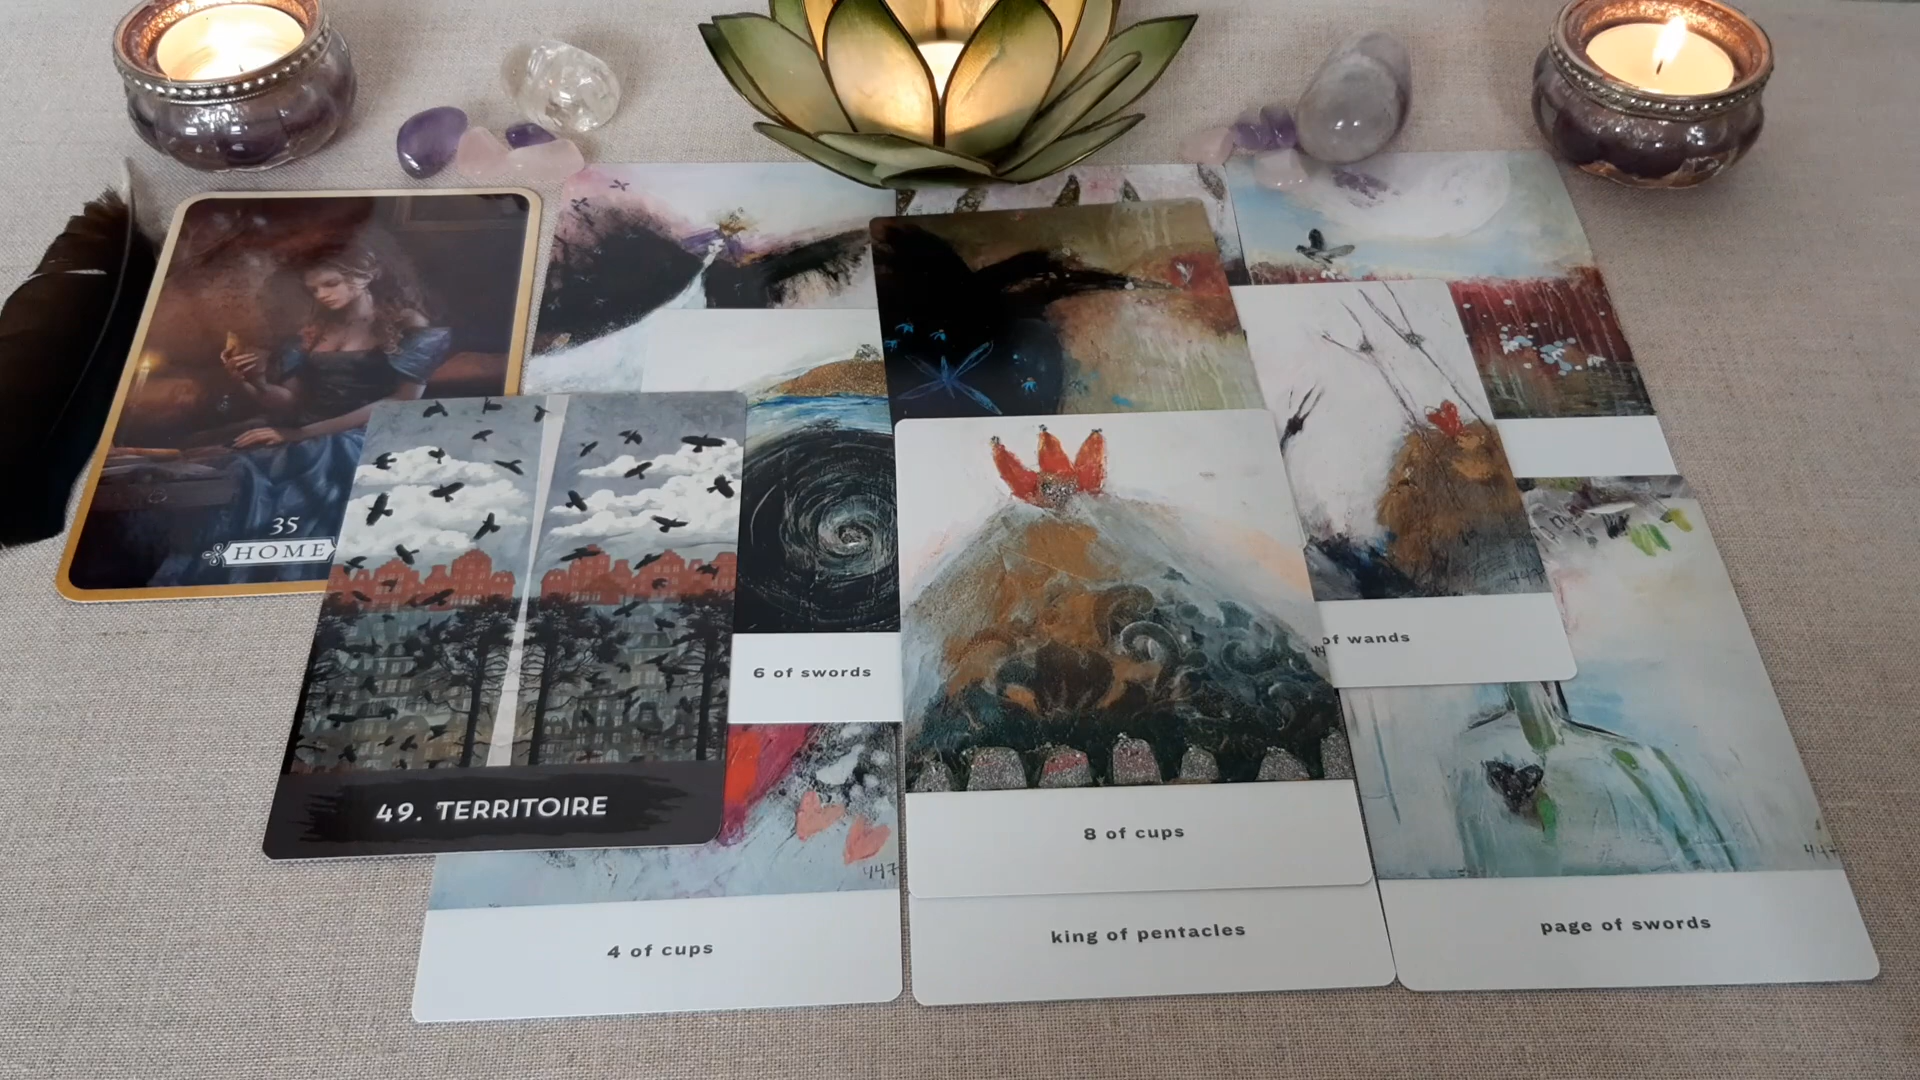 35
HOME
49. TERRITOIRE
6 of swords
of wands
447
8 of cups
king of pentacles
page of swords
4 of cups